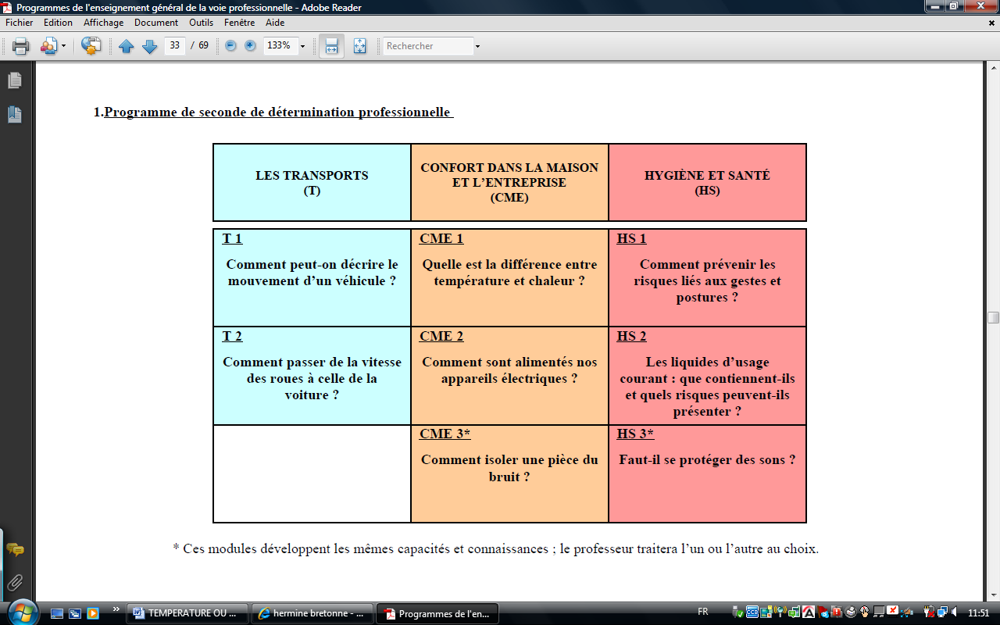 Programmes de l'enseignement général de la voie professionnelle - Adobe Reader
Fichier Edition Affichage Document Outils Fenêtre Aide
33 / 69 133% Rechercher
1.Programme de seconde de détermination professionnelle
LES TRANSPORTS
(T)
CONFORT DANS LA MAISON
ET L'ENTREPRISE
(CME)
HYGIÈNE ET SANTÉ
(HS)
T 1
Comment peut-on décrire le
mouvement d'un véhicule ?
CME 1
Quelle est la différence entre
température et chaleur ?
HS 1
Comment prévenir les
risques liés aux gestes et
postures ?
T 2
Comment passer de la vitesse
des roues à celle de la
voiture ?
CME 2
Comment sont alimentés nos
appareils électriques ?
HS 2
Les liquides d'usage
courant : que contiennent-ils
et quels risques peuvent-ils
présenter ?
CME 3*
Comment isoler une pièce du
bruit ?
HS 3*
Faut-il se protéger des sons ?
* Ces modules développent les mêmes capacités et connaissances ; le professeur traitera l'un ou l'autre au choix.
TEMPERATURE OU ... hermine bretonne - ... Programmes de l'en... FR 11:51